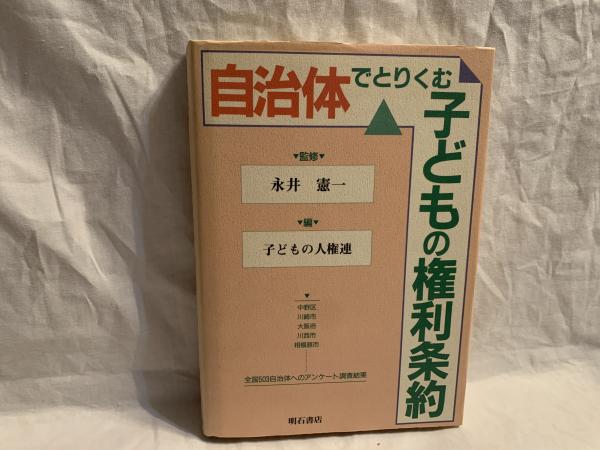 自治体でとりくむ
子どもの権利条約
▼監修▼
永井 憲一
▼編▼
子どもの人権連
▼
中野区
川崎市
大阪府
川西市
相模原市
全国503自治体へのアンケート調査結果
明石書店